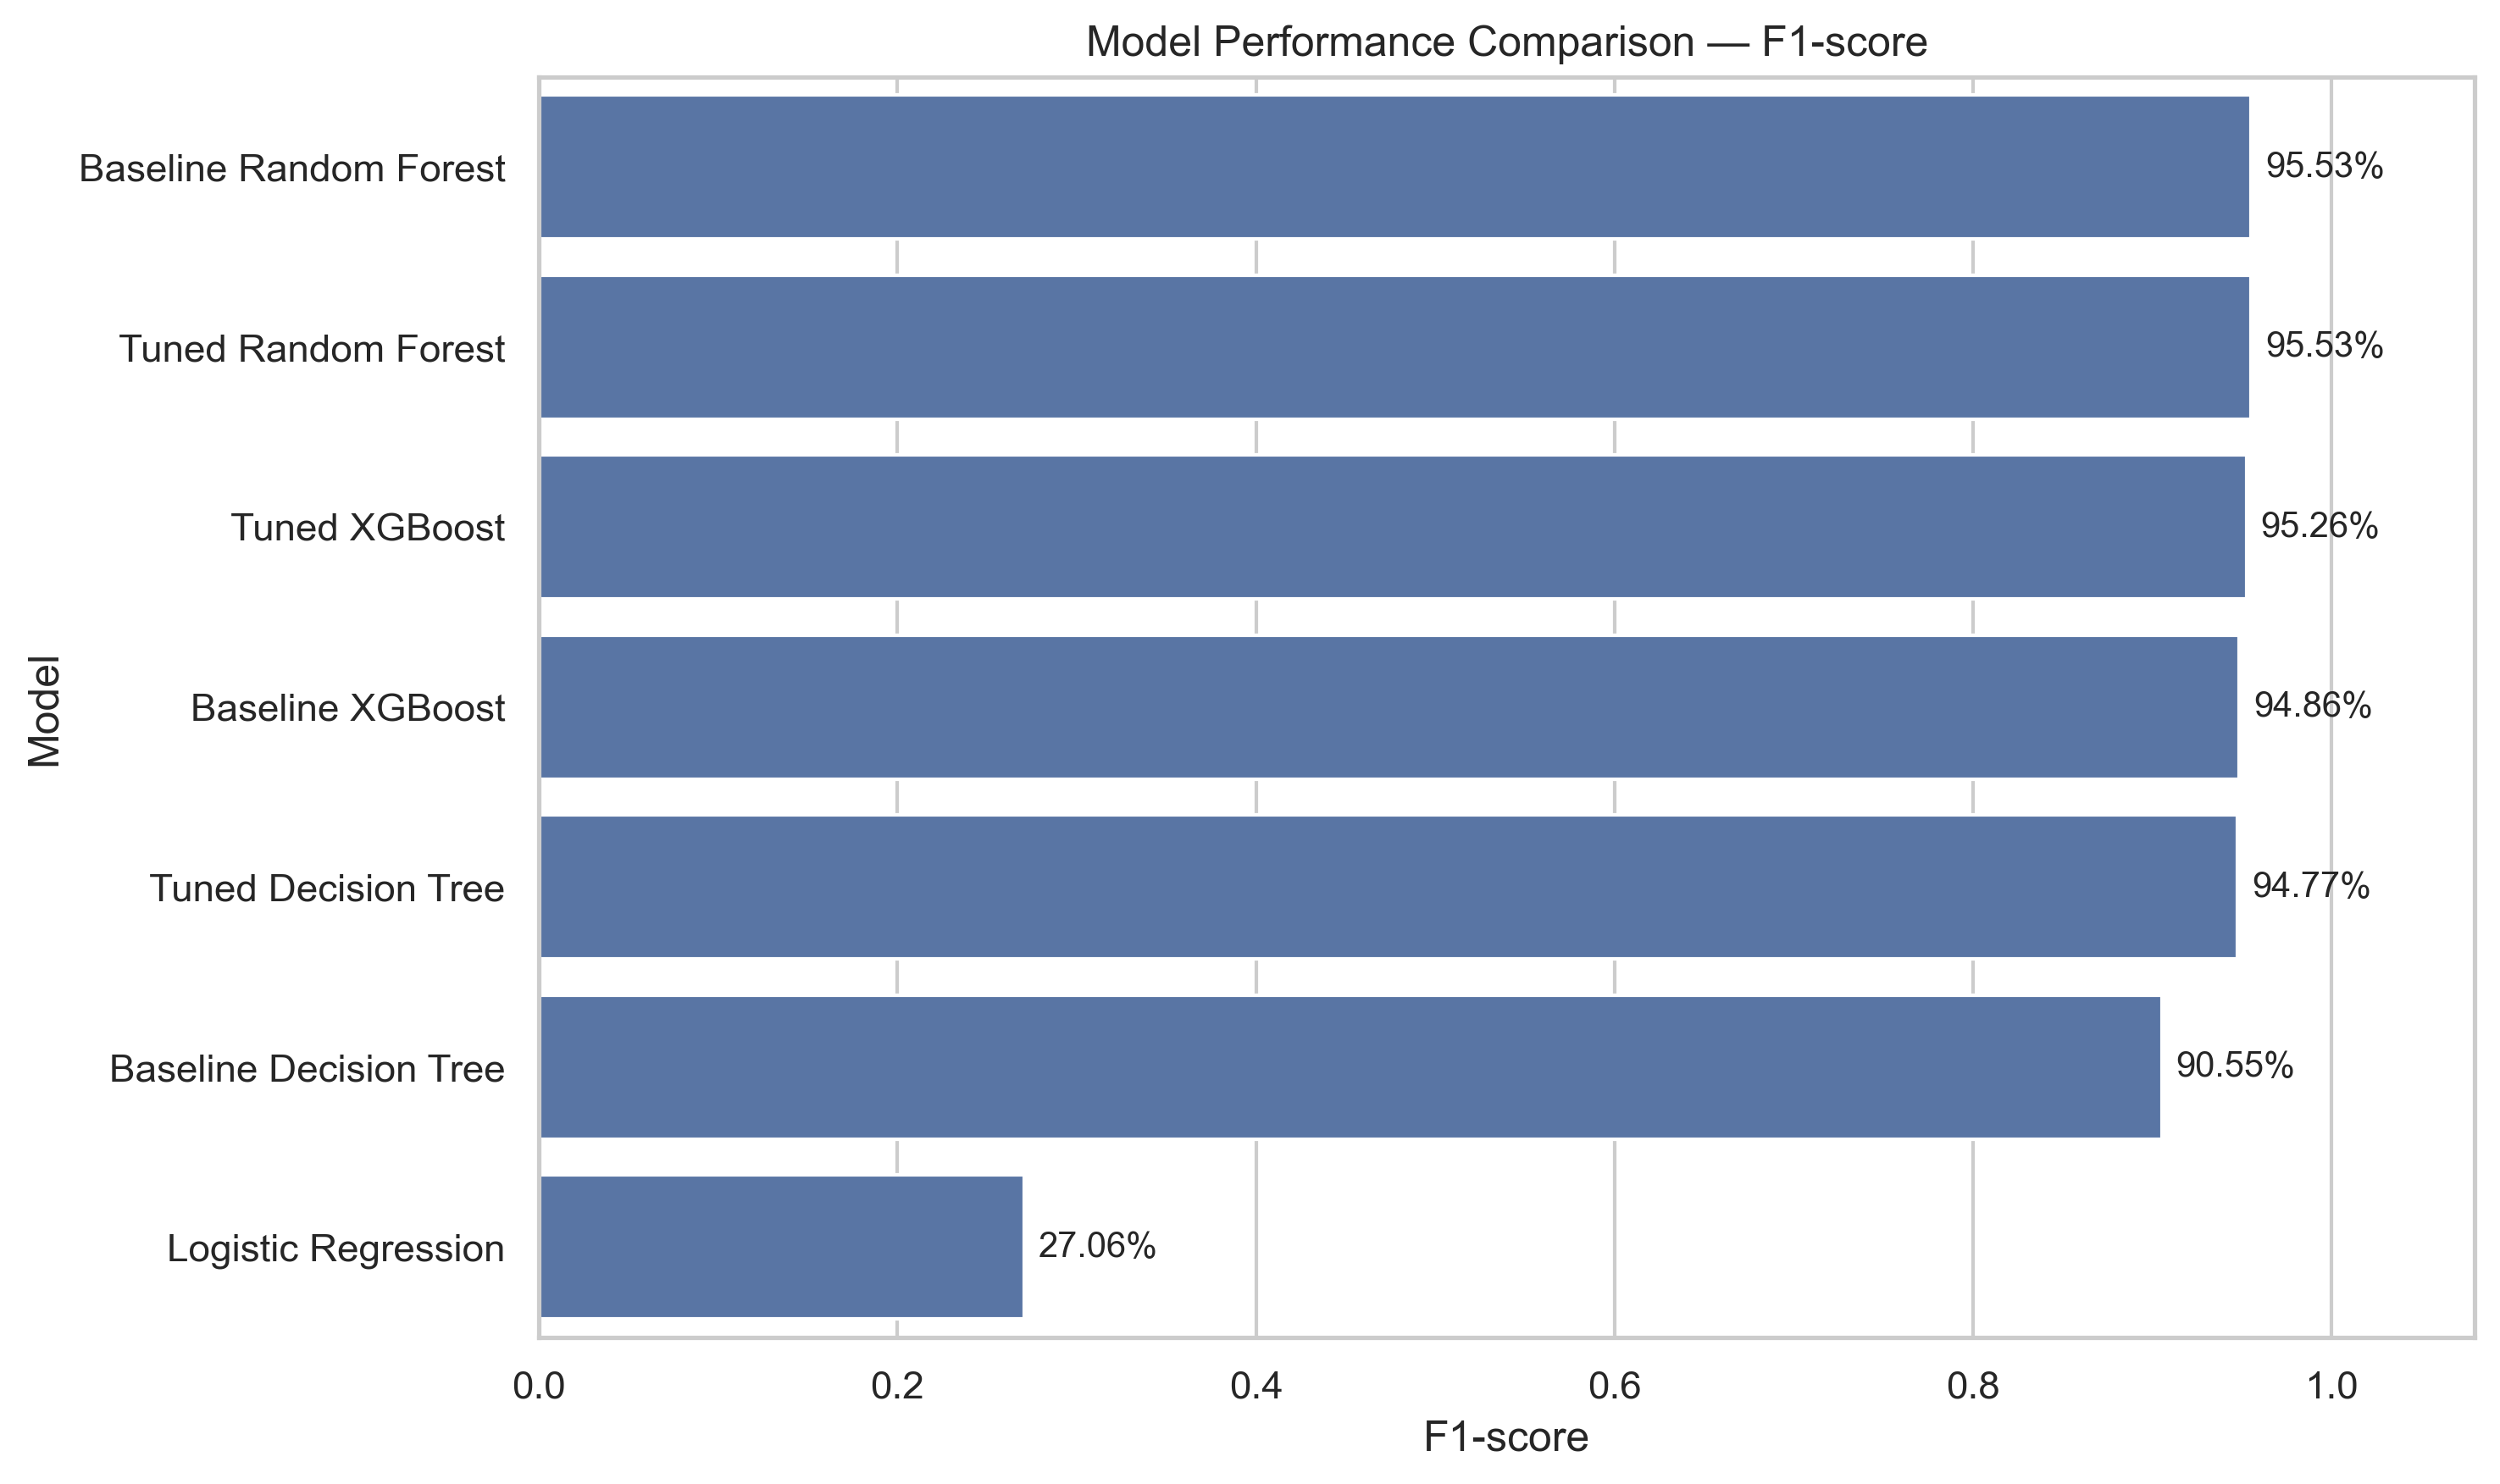 Model Performance Comparison — F1-score
Baseline Random Forest 95.53%
Tuned Random Forest 95.53%
Tuned XGBoost 95.26%
Model
Baseline XGBoost 94.86%
Tuned Decision Tree 94.77%
Baseline Decision Tree 90.55%
Logistic Regression 27.06%
0.0 0.2 0.4 0.6 0.8 1.0
F1-score